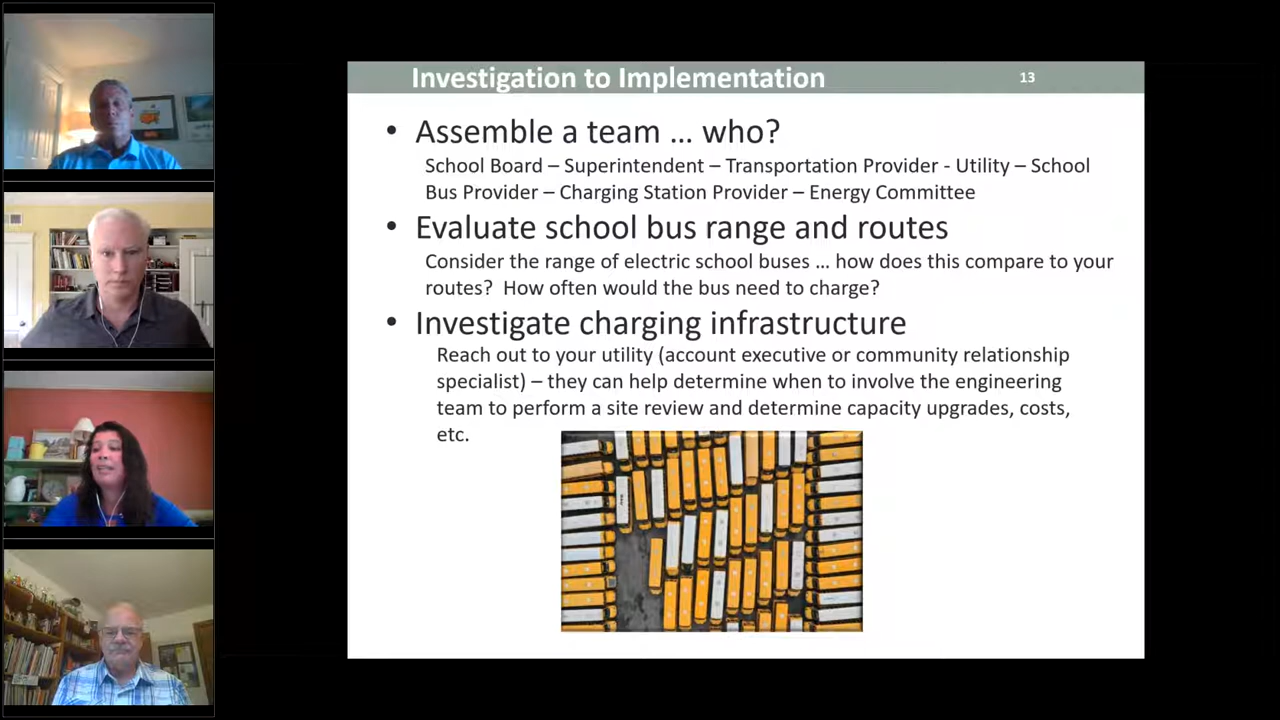 Investigation to Implementation
13
• Assemble a team … who?
School Board – Superintendent – Transportation Provider - Utility – School
Bus Provider – Charging Station Provider – Energy Committee
• Evaluate school bus range and routes
Consider the range of electric school buses … how does this compare to your
routes?  How often would the bus need to charge?
• Investigate charging infrastructure
Reach out to your utility (account executive or community relationship
specialist) – they can help determine when to involve the engineering
team to perform a site review and determine capacity upgrades, costs,
etc.